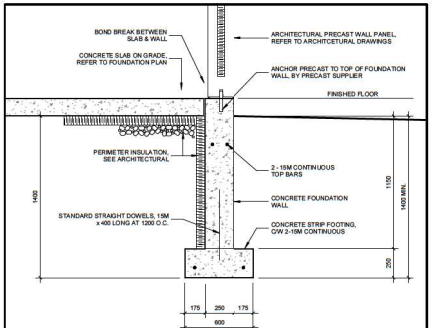 BOND BREAK BETWEEN
SLAB & WALL
CONCRETE SLAB ON GRADE,
REFER TO FOUNDATION PLAN
ARCHITECTURAL PRECAST WALL PANEL,
REFER TO ARCHITCETURAL DRAWINGS
ANCHOR PRECAST TO TOP OF FOUNDATION
WALL, BY PRECAST SUPPLIER
FINISHED FLOOR
PERIMETER INSULATION,
SEE ARCHITECTURAL
2 - 15M CONTINUOUS
TOP BARS
CONCRETE FOUNDATION
WALL
STANDARD STRAIGHT DOWELS, 15M
x 400 LONG AT 1200 O.C.
CONCRETE STRIP FOOTING,
C/W 2-15M CONTINUOUS
1400
1150
1400 MIN.
250
175 250 175
600